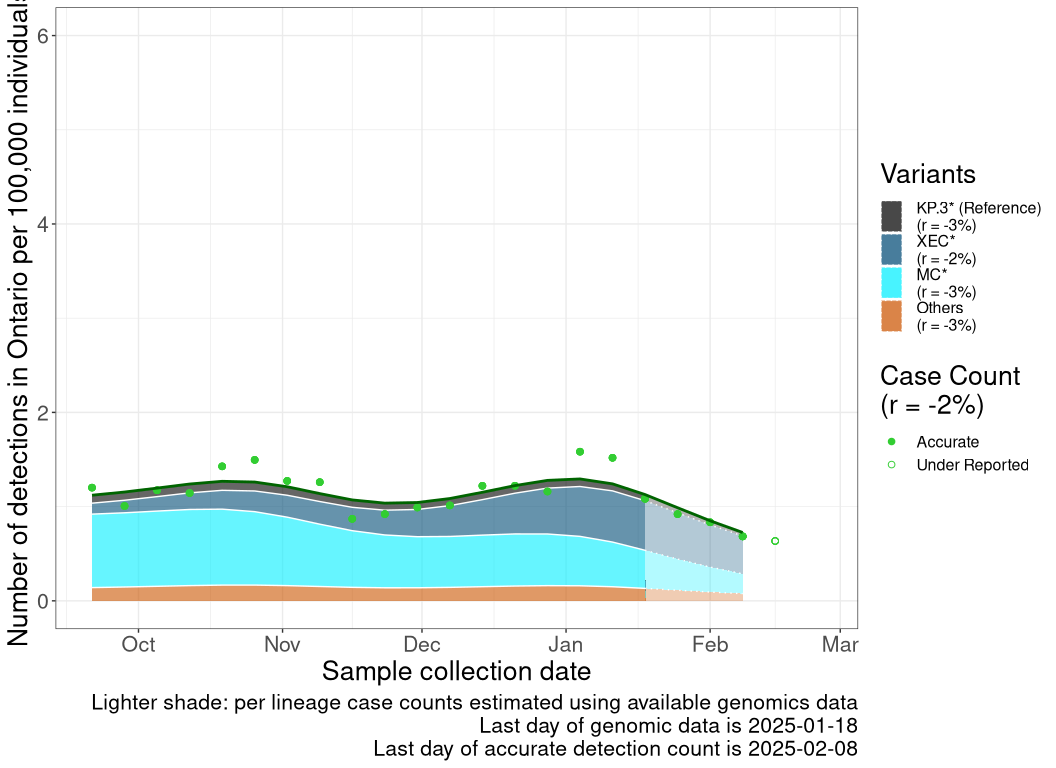 Number of detections in Ontario per 100,000 individuals
6
4
2
0
Oct
Nov
Dec
Jan
Feb
Mar
Sample collection date
Variants
KP.3* (Reference)
(r = -3%)
XEC*
(r = -2%)
MC*
(r = -3%)
Others
(r = -3%)
Case Count
(r = -2%)
Accurate
Under Reported
Lighter shade: per lineage case counts estimated using available genomics data
Last day of genomic data is 2025-01-18
Last day of accurate detection count is 2025-02-08